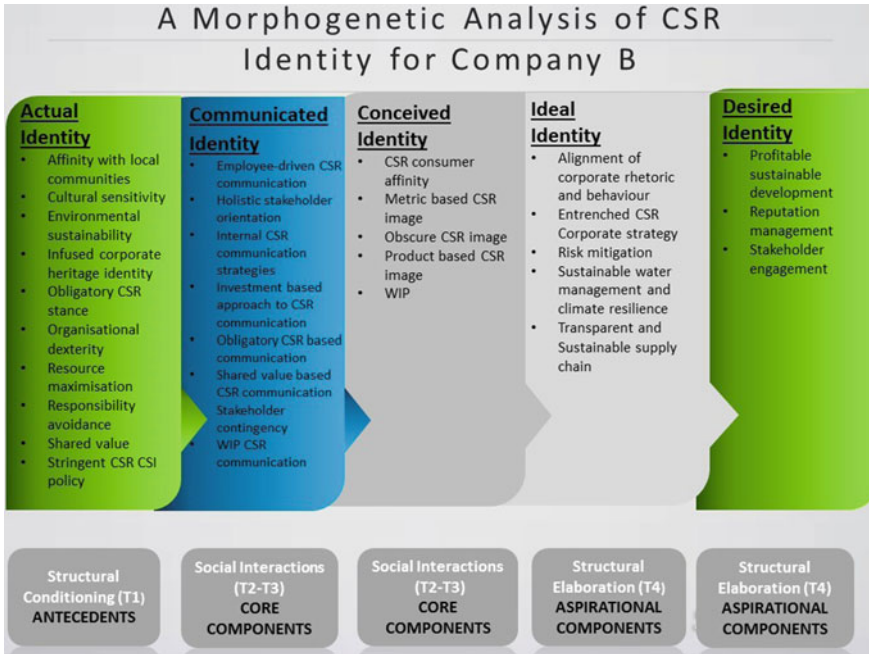 A Morphogenetic Analysis of CSR
Identity for Company B
Actual
Identity
• Affinity with local
communities
• Cultural sensitivity
• Environmental
sustainability
• Infused corporate
heritage identity
• Obligatory CSR
stance
• Organisational
dexterity
• Resource
maximisation
• Responsibility
avoidance
• Shared value
• Stringent CSR CSI
policy
Communicated
Identity
• Employee-driven CSR
communication
• Holistic stakeholder
orientation
• Internal CSR
communication
strategies
• Investment based
approach to CSR
communication
• Obligatory CSR based
communication
• Shared value based
CSR communication
• Stakeholder
contingency
• WIP CSR
communication
Conceived
Identity
• CSR consumer
affinity
• Metric based CSR
image
• Obscure CSR image
• Product based CSR
image
• WIP
Ideal
Identity
• Alignment of
corporate rhetoric
and behaviour
• Entrenched CSR
Corporate strategy
• Risk mitigation
• Sustainable water
management and
climate resilience
• Transparent and
Sustainable supply
chain
Desired
Identity
• Profitable
sustainable
development
• Reputation
management
• Stakeholder
engagement
Structural
Conditioning (T1)
ANTECEDENTS
Social Interactions
(T2-T3)
CORE
COMPONENTS
Social Interactions
(T2-T3)
CORE
COMPONENTS
Structural
Elaboration (T4)
ASPIRATIONAL
COMPONENTS
Structural
Elaboration (T4)
ASPIRATIONAL
COMPONENTS